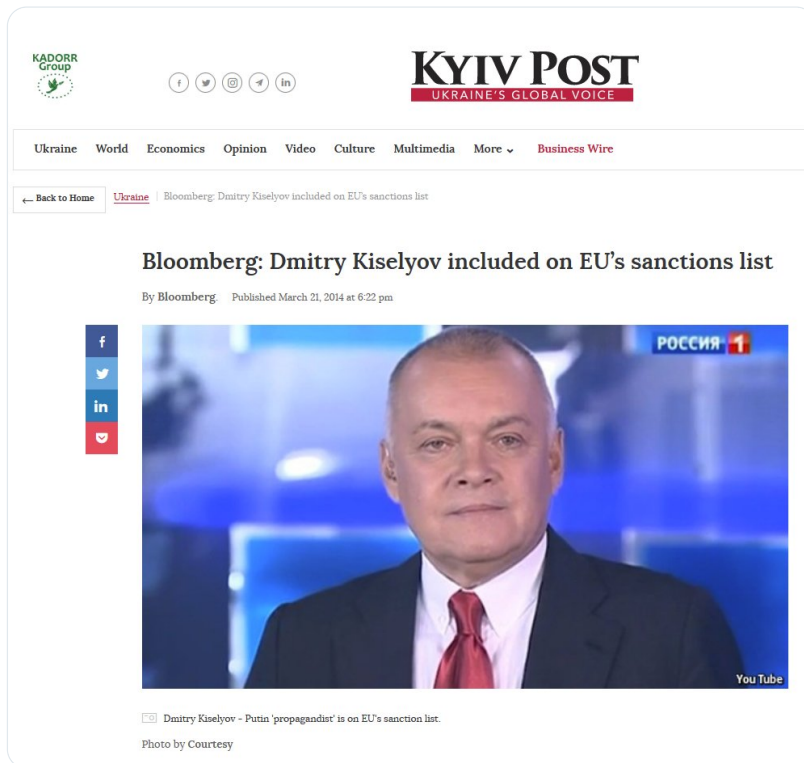 KADORR
Group
KYIV POST
UKRAINE'S GLOBAL VOICE
Ukraine World Economics Opinion Video Culture Multimedia More Business Wire
← Back to Home Ukraine | Bloomberg: Dmitry Kiselyov included on EU's sanctions list
Bloomberg: Dmitry Kiselyov included on EU’s sanctions list
By Bloomberg. Published March 21, 2014 at 6:22 pm
f
in
РОССИЯ 1
You Tube
Dmitry Kiselyov - Putin 'propagandist' is on EU's sanction list.
Photo by Courtesy